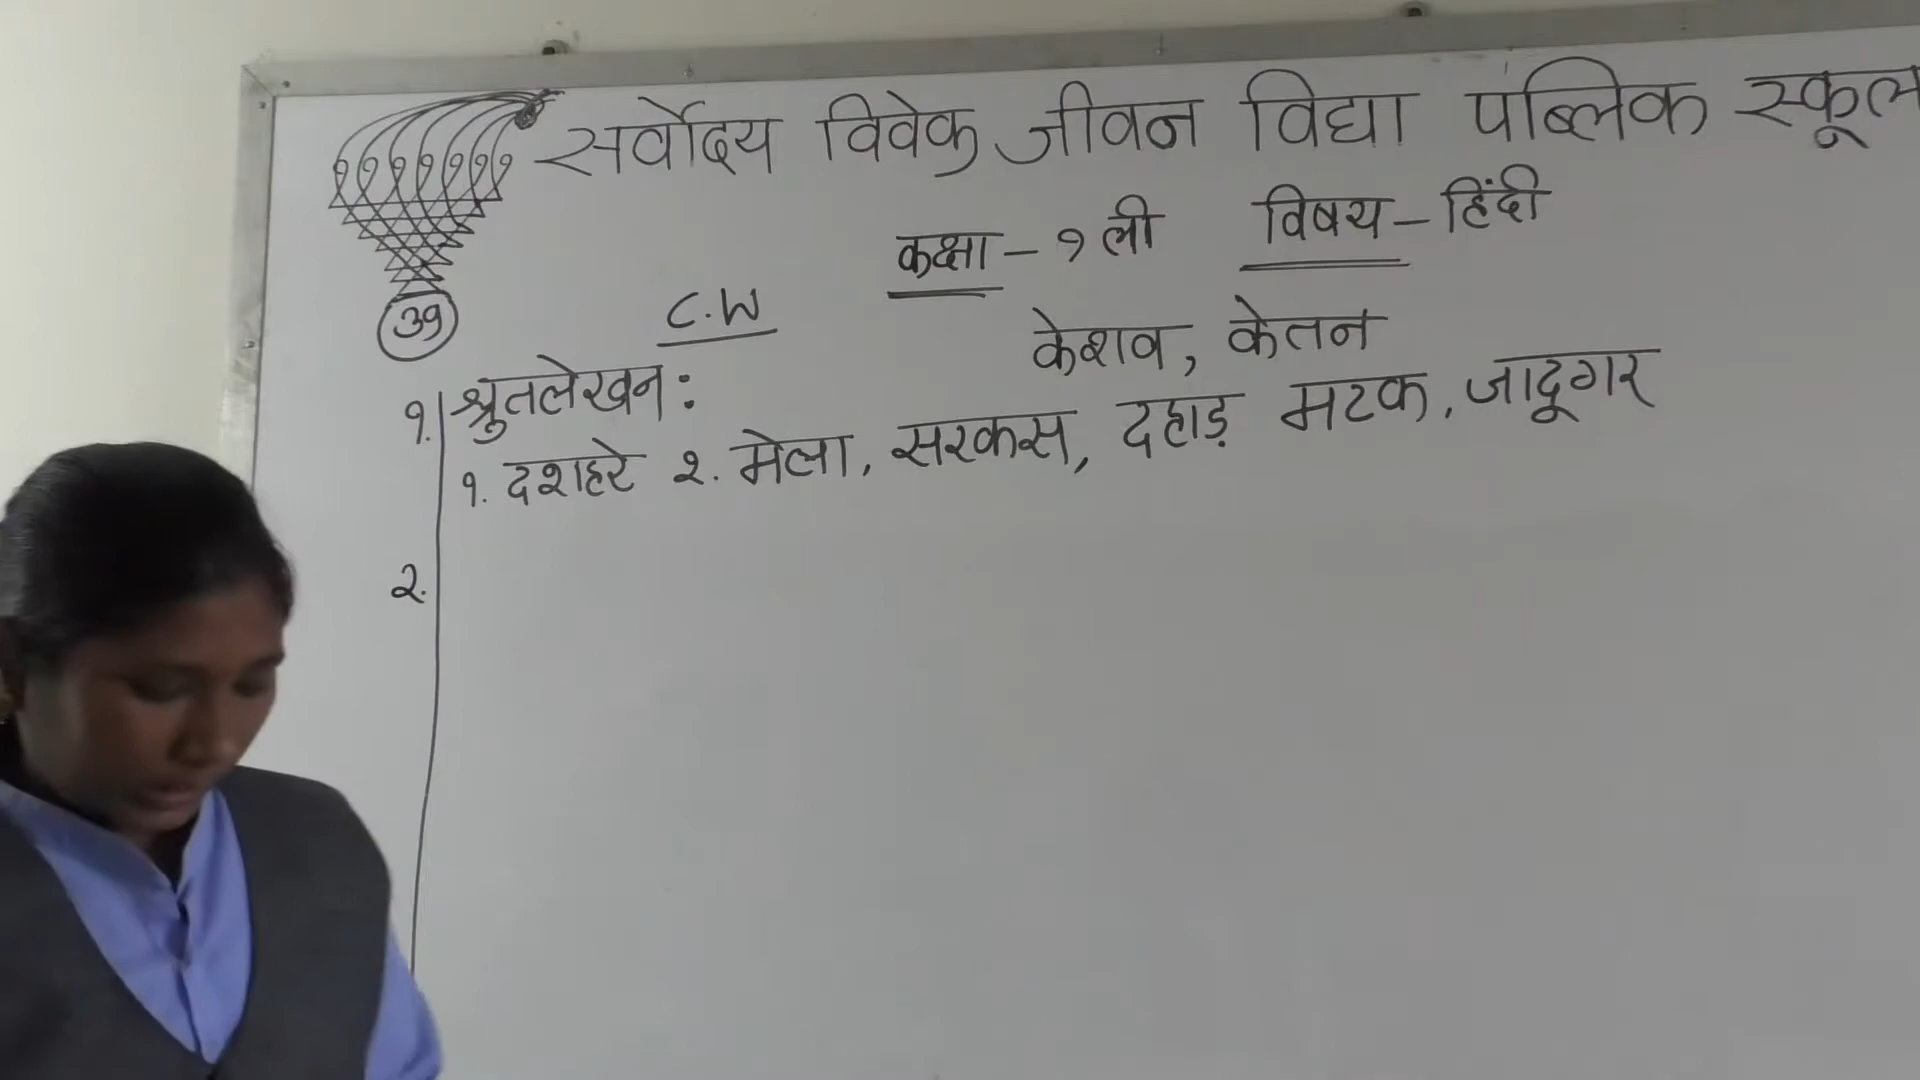 सर्वोदय विवेक जीवन विद्या पब्लिक स्कूल
कक्षा - १ ली विषय - हिंदी
39 C.W
केशव, केतन
१. श्रुतलेखन :
१. दशहरे २. मेला, सरकस, दहाड़ मटक, जादूगर
२.